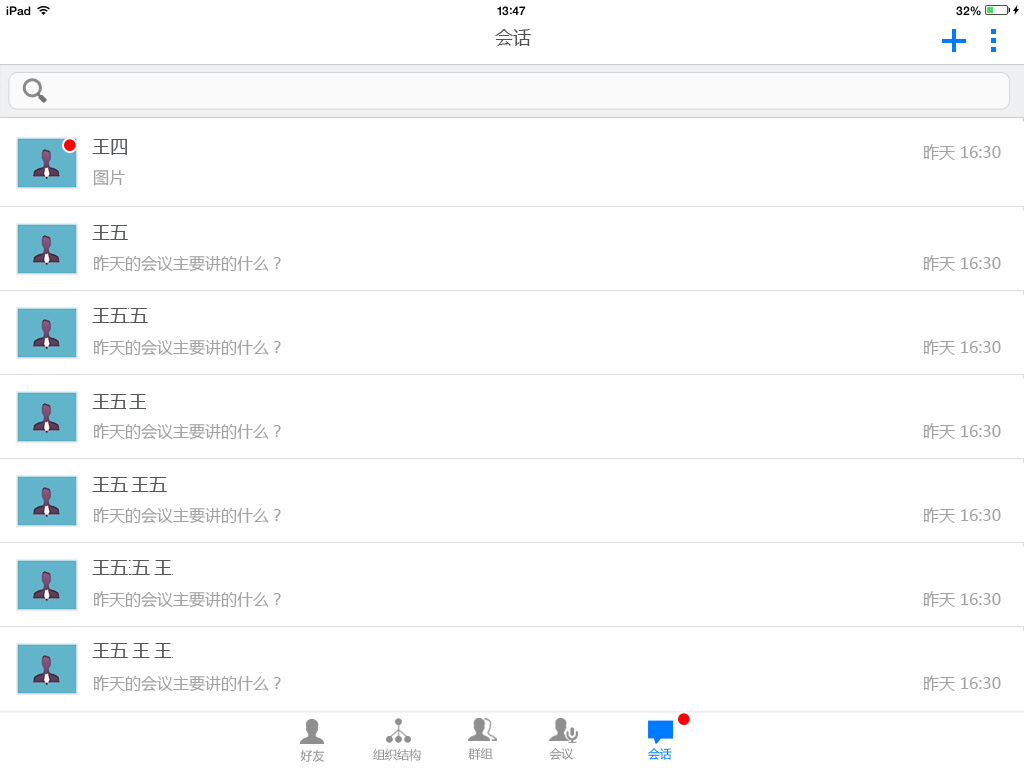 iPad 13:47 32%
会话
王四
昨天 16:30
图片
王五
昨天的会议主要讲的什么？ 昨天 16:30
王五五
昨天的会议主要讲的什么？ 昨天 16:30
王五王
昨天的会议主要讲的什么？ 昨天 16:30
王五 王五
昨天的会议主要讲的什么？ 昨天 16:30
王五五 王
昨天的会议主要讲的什么？ 昨天 16:30
王五 王 王
昨天的会议主要讲的什么？ 昨天 16:30
好友 组织结构 群组 会议 会话